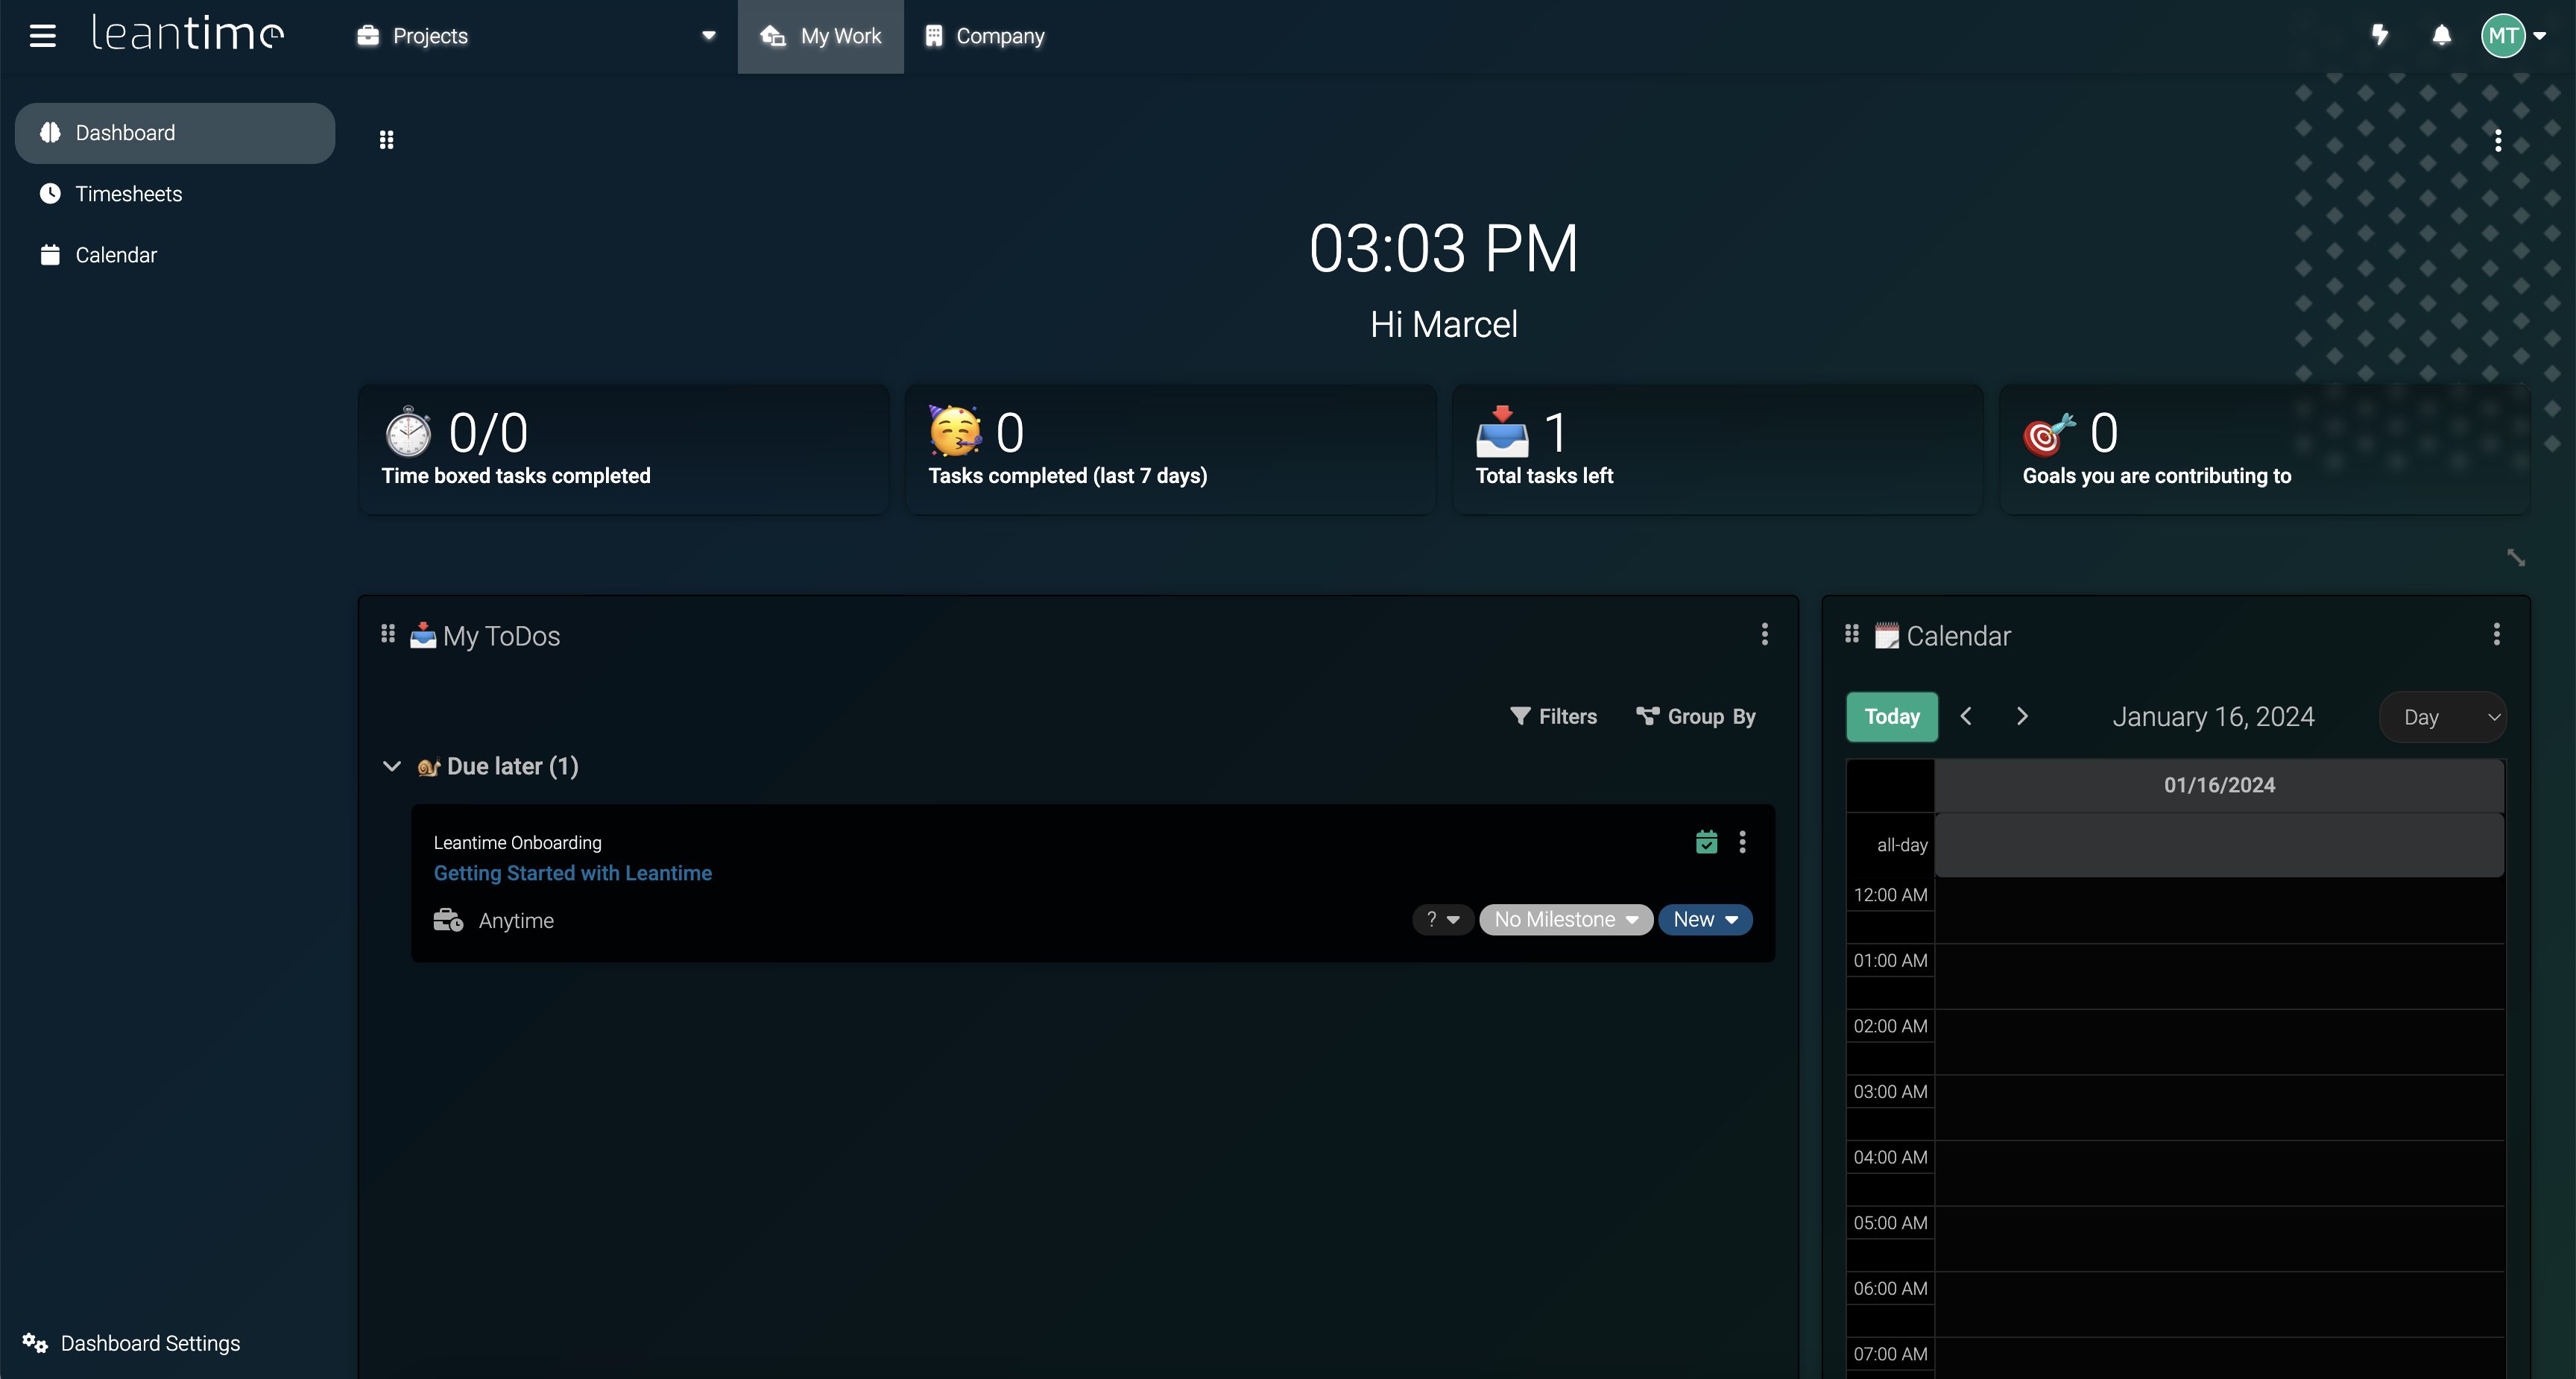 leantime
Projects
My Work
Company
MT
Dashboard
Timesheets
Calendar
03:03 PM
Hi Marcel
0/0
Time boxed tasks completed
0
Tasks completed (last 7 days)
1
Total tasks left
0
Goals you are contributing to
My ToDos
Filters
Group By
Due later (1)
Leantime Onboarding
Getting Started with Leantime
Anytime
?
No Milestone
New
Calendar
Today
January 16, 2024
Day
01/16/2024
all-day
12:00 AM
01:00 AM
02:00 AM
03:00 AM
04:00 AM
05:00 AM
06:00 AM
07:00 AM
Dashboard Settings